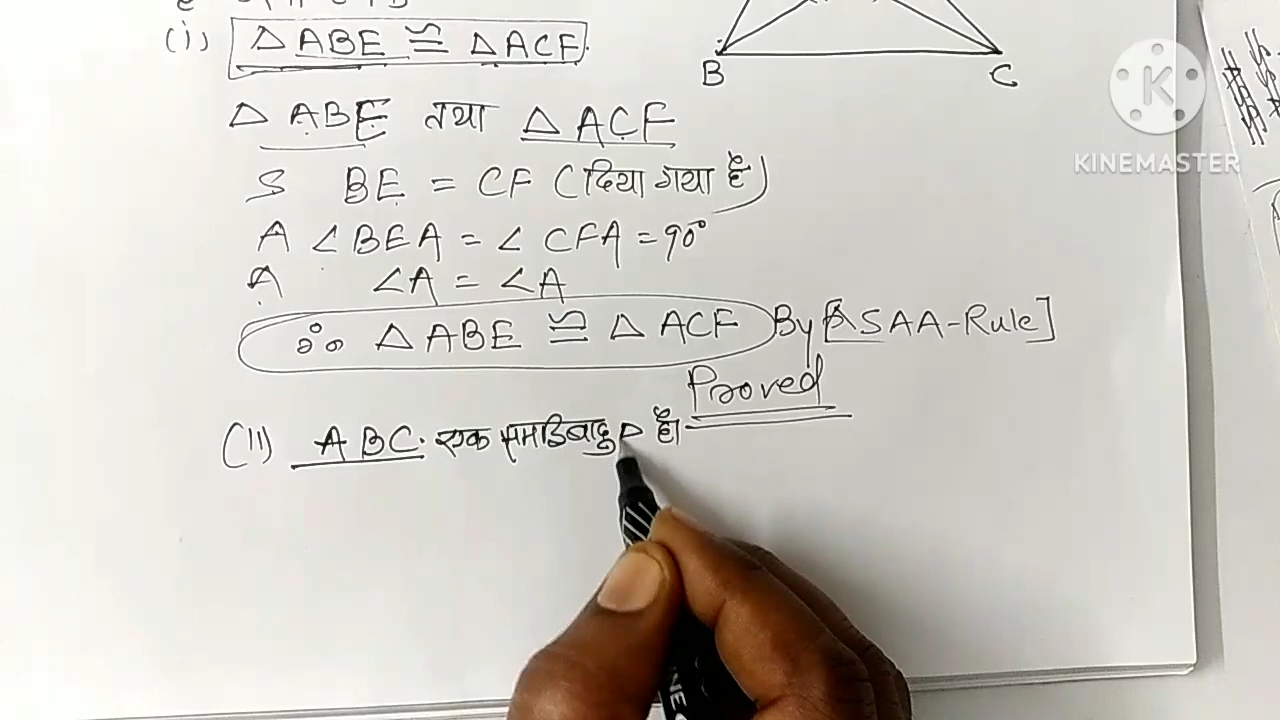 (i) △ABE ≅ △ACF.
B C
K
KINEMASTER
△ ABE तथा △ACF
S BE = CF (दिया गया है)
A ∠BEA = ∠CFA = 90°
A ∠A = ∠A
∴ △ABE ≅ △ACF By [SAA-Rule]
Proved
(ii) ABC. एक समद्विबाहु △ है।